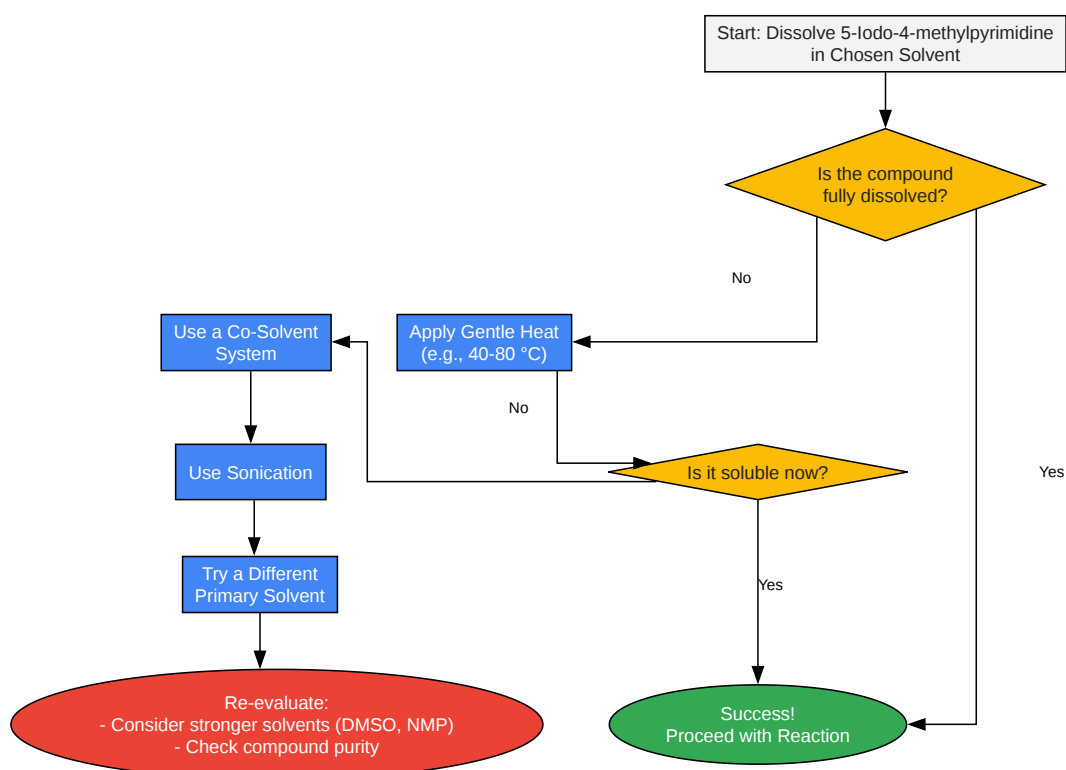 Start: Dissolve 5-Iodo-4-methylpyrimidine
in Chosen Solvent
Is the compound
fully dissolved?
No
Use a Co-Solvent
System
Apply Gentle Heat
(e.g., 40-80 °C)
No
Use Sonication
Is it soluble now?
Yes
Try a Different
Primary Solvent
Yes
Re-evaluate:
- Consider stronger solvents (DMSO, NMP)
- Check compound purity
Success!
Proceed with Reaction